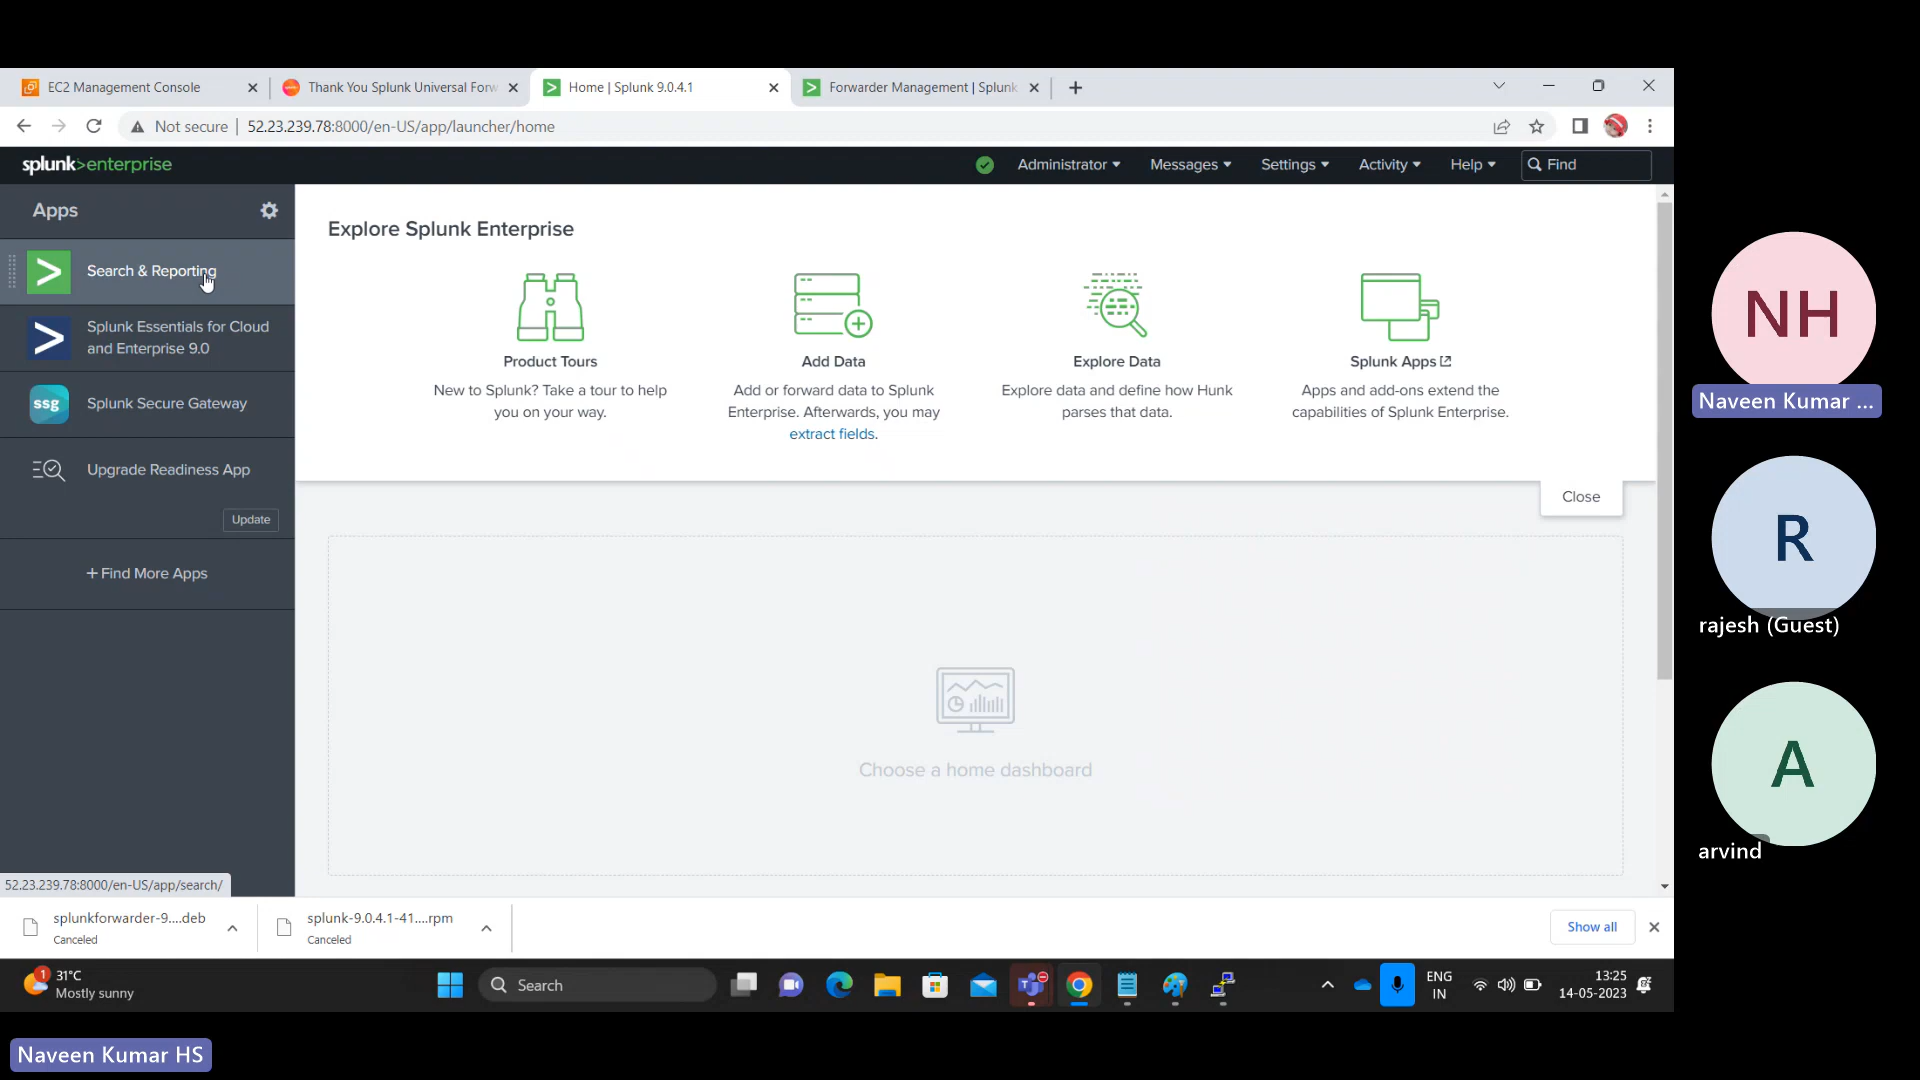 EC2 Management Console
Thank You Splunk Universal Forw
Home | Splunk 9.0.4.1
Forwarder Management | Splunk
Not secure
52.23.239.78:8000/en-US/app/launcher/home
splunk>enterprise
Administrator
Messages
Settings
Activity
Help
Find
Apps
Search & Reporting
Splunk Essentials for Cloud
and Enterprise 9.0
ssg
Splunk Secure Gateway
Upgrade Readiness App
Update
+ Find More Apps
Explore Splunk Enterprise
Product Tours
New to Splunk? Take a tour to help
you on your way.
Add Data
Add or forward data to Splunk
Enterprise. Afterwards, you may
extract fields.
Explore Data
Explore data and define how Hunk
parses that data.
Splunk Apps
Apps and add-ons extend the
capabilities of Splunk Enterprise.
Close
Choose a home dashboard
52.23.239.78:8000/en-US/app/search/
splunkforwarder-9....deb
Canceled
splunk-9.0.4.1-41....rpm
Canceled
Show all
1
31°C
Mostly sunny
Search
ENG
IN
13:25
14-05-2023
NH
Naveen Kumar ...
R
rajesh (Guest)
A
arvind
Naveen Kumar HS